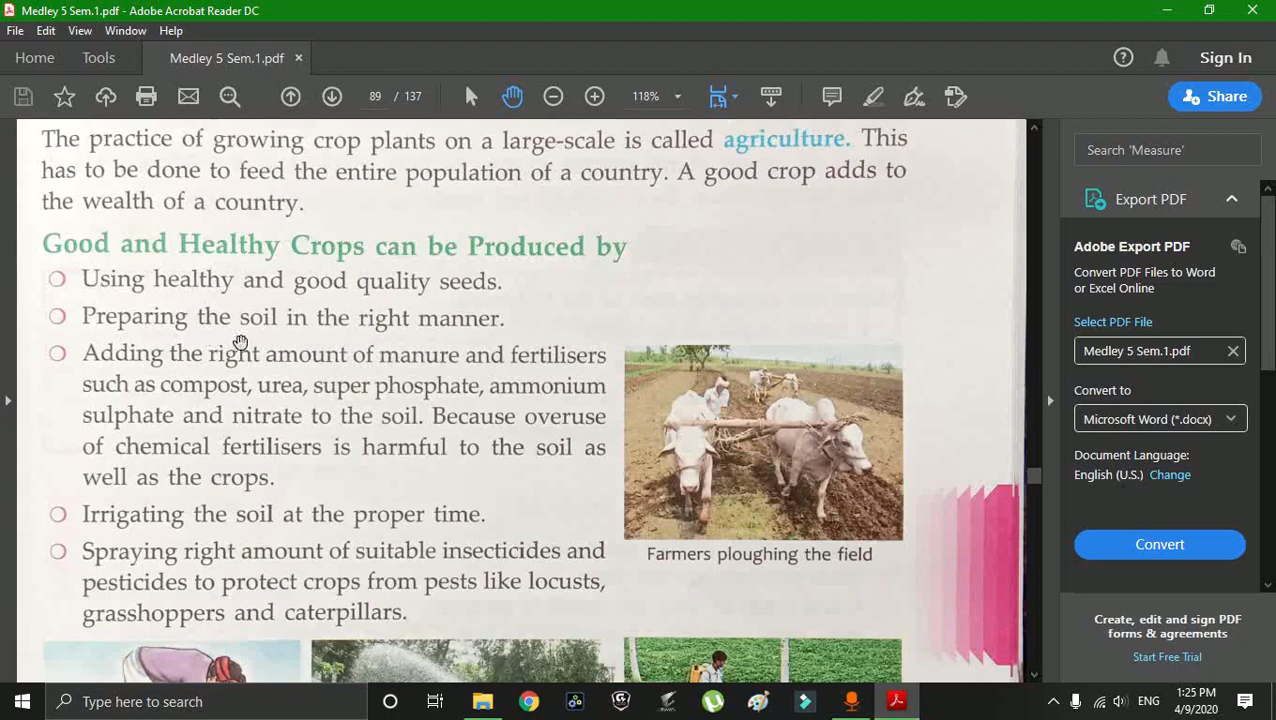 Medley 5 Sem.1.pdf - Adobe Acrobat Reader DC
File Edit View Window Help
Home Tools Medley 5 Sem.1.pdf × Sign In
89 / 137 118% Share
The practice of growing crop plants on a large-scale is called agriculture. This
has to be done to feed the entire population of a country. A good crop adds to
the wealth of a country.
Good and Healthy Crops can be Produced by
Using healthy and good quality seeds.
Preparing the soil in the right manner.
Adding the right amount of manure and fertilisers
such as compost, urea, super phosphate, ammonium
sulphate and nitrate to the soil. Because overuse
of chemical fertilisers is harmful to the soil as
well as the crops.
Irrigating the soil at the proper time.
Spraying right amount of suitable insecticides and
pesticides to protect crops from pests like locusts,
grasshoppers and caterpillars.
Farmers ploughing the field
Search 'Measure'
Export PDF
Adobe Export PDF
Convert PDF Files to Word
or Excel Online
Select PDF File
Medley 5 Sem.1.pdf
Convert to
Microsoft Word (*.docx)
Document Language:
English (U.S.) Change
Convert
Create, edit and sign PDF
forms & agreements
Start Free Trial
Type here to search
ENG
1:25 PM
4/9/2020